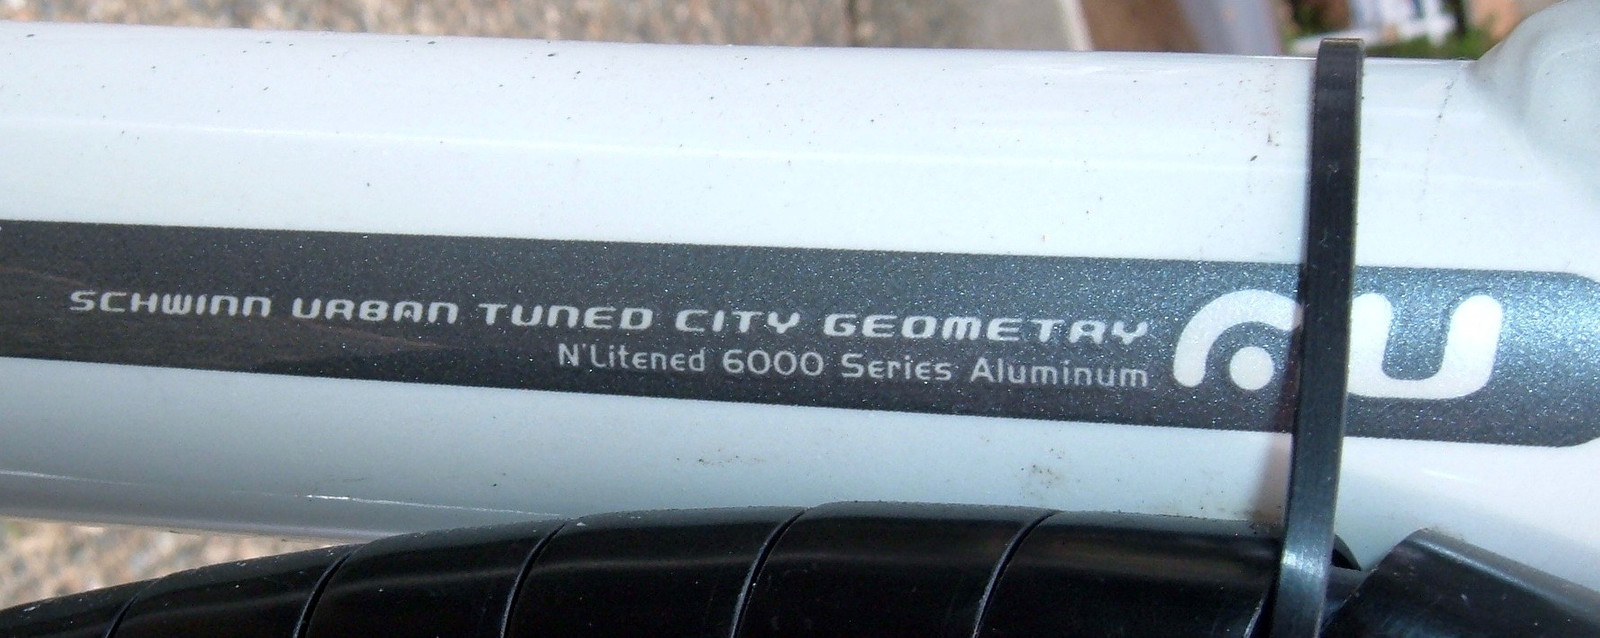 SCHWINN URBAN TUNED CITY GEOMETRY
N'Litened 6000 Series Aluminum